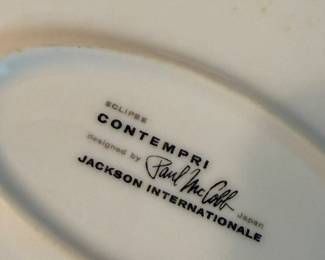 ECLIPSE
CONTEMPRI
designed by Paul McCobb Japan
JACKSON INTERNATIONALE